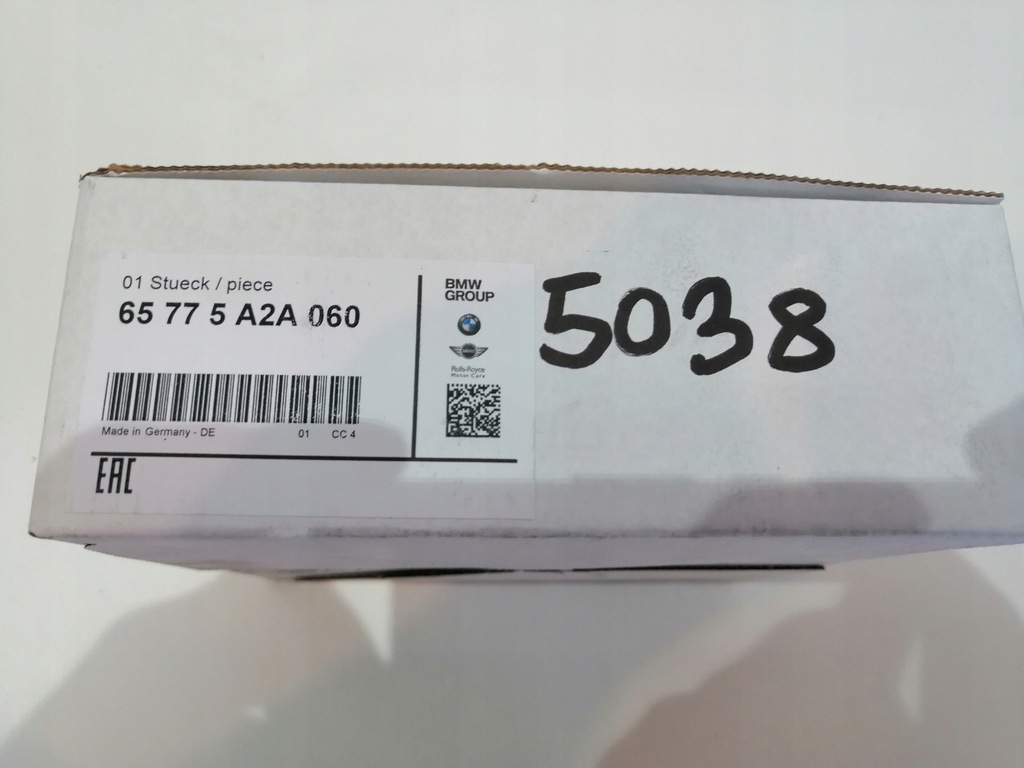 01 Stueck / piece
65 77 5 A2A 060
Made in Germany - DE 01 CC 4
EAC
BMW
GROUP
Rolls-Royce
Motor Cars
5038